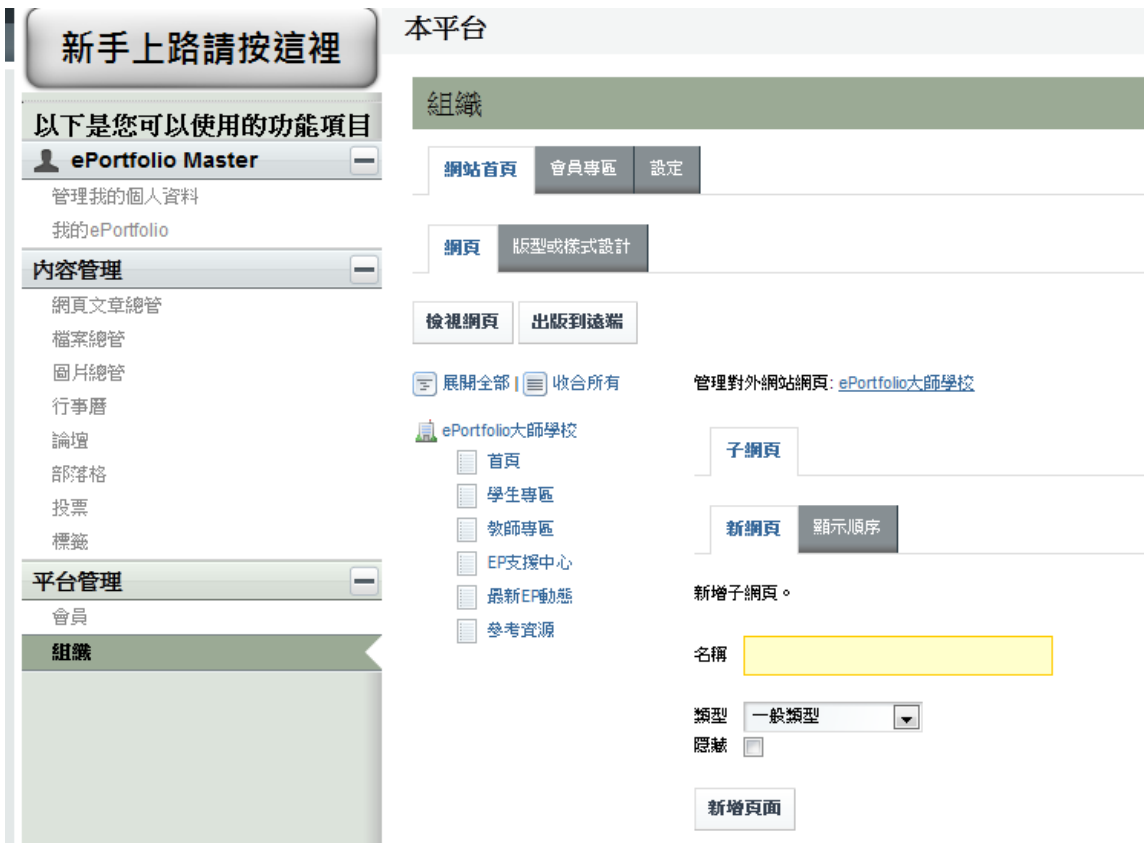 新手上路請按這裡
以下是您可以使用的功能項目
ePortfolio Master
管理我的個人資料
我的ePortfolio
內容管理
網頁文章總管
檔案總管
圖片總管
行事曆
論壇
部落格
投票
標籤
平台管理
會員
組織
本平台
組織
網站首頁 會員專區 設定
網頁 版型或樣式設計
檢視網頁 出版到遠端
展開全部 | 收合所有
ePortfolio大師學校
首頁
學生專區
教師專區
EP支援中心
最新EP動態
參考資源
管理對外網站網頁: ePortfolio大師學校
子網頁
新網頁 顯示順序
新增子網頁。
名稱
類型 一般類型
隱藏
新增頁面